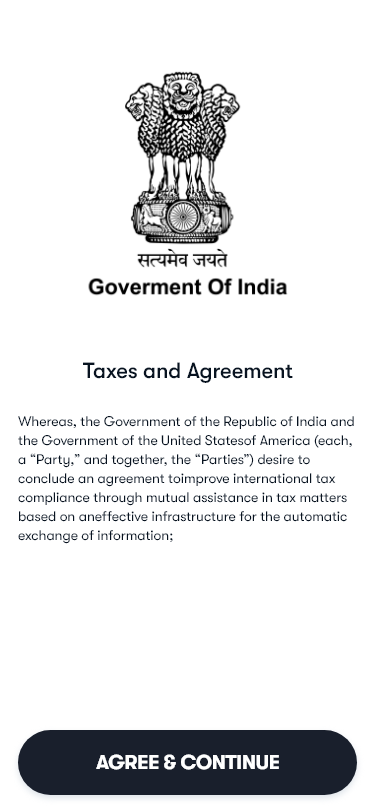 सत्यमेव जयते
Goverment Of India
Taxes and Agreement
Whereas, the Government of the Republic of India and
the Government of the United Statesof America (each,
a “Party,” and together, the “Parties”) desire to
conclude an agreement toimprove international tax
compliance through mutual assistance in tax matters
based on aneffective infrastructure for the automatic
exchange of information;
AGREE & CONTINUE